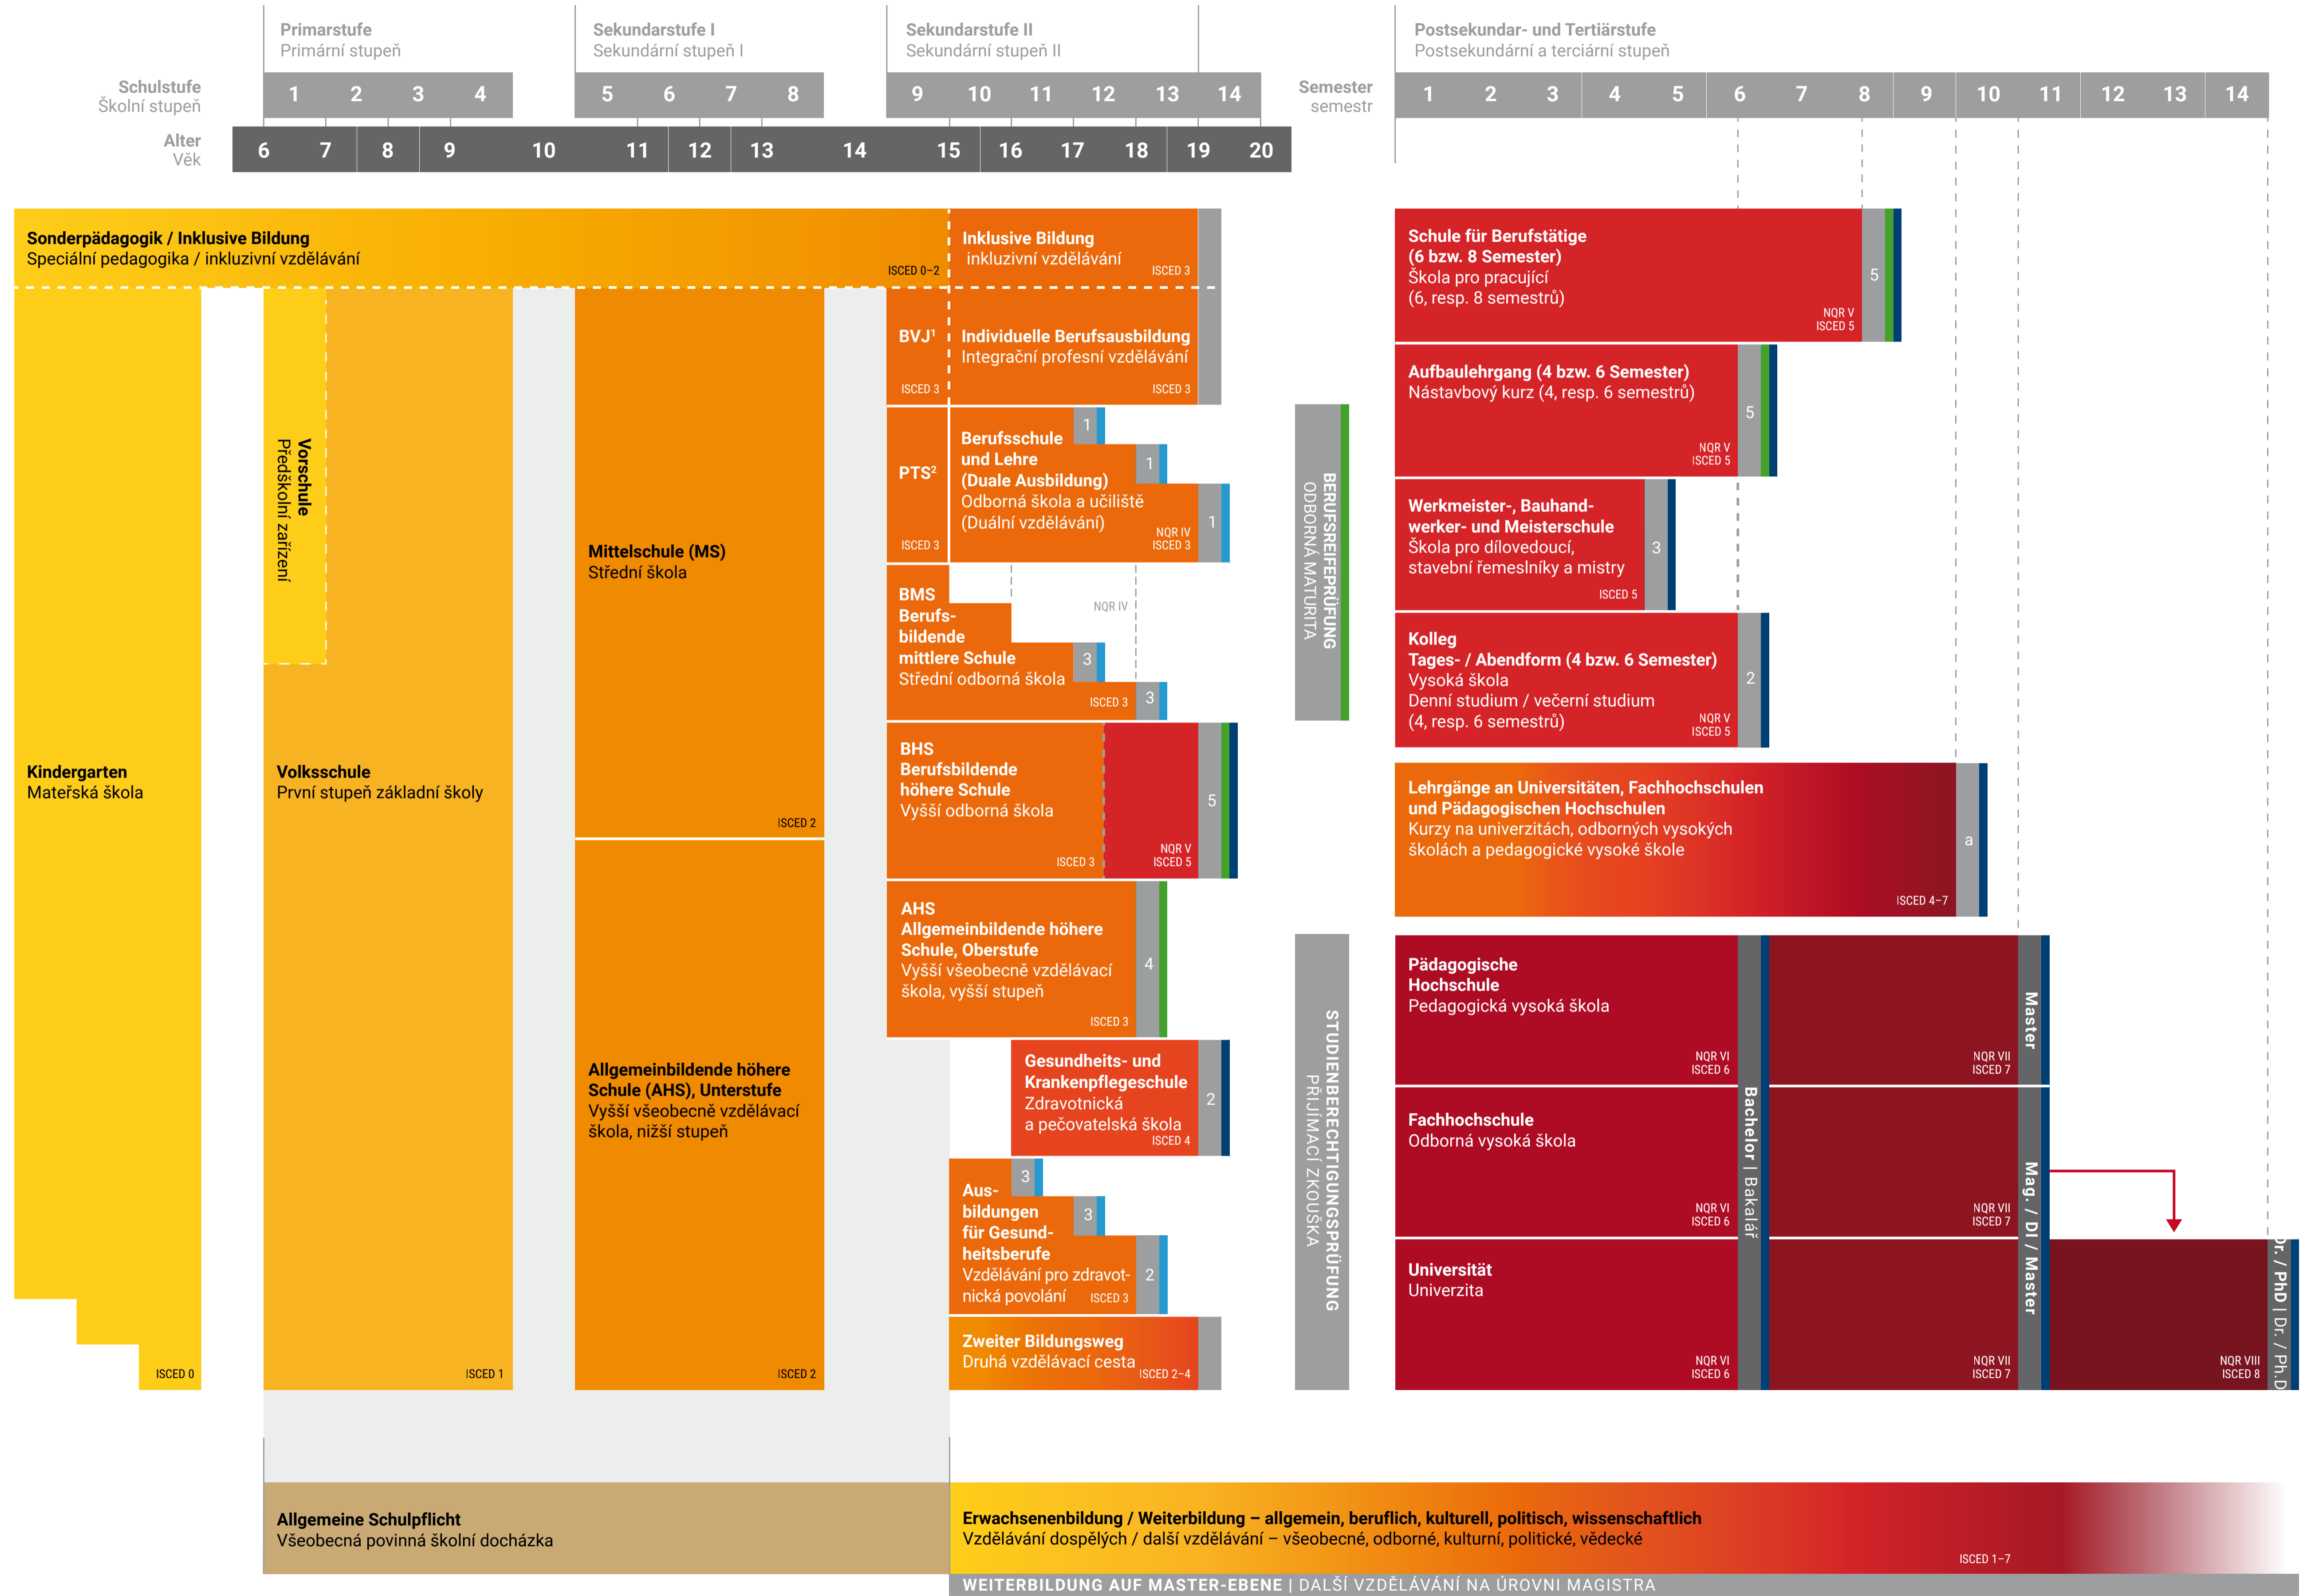 Primarstufe
Primární stupeň
Sekundarstufe I
Sekundární stupeň I
Sekundarstufe II
Sekundární stupeň II
Postsekundar- und Tertiärstufe
Postsekundární a terciární stupeň
Schulstufe
Školní stupeň
1 2 3 4 5 6 7 8 9 10 11 12 13 14
Semester
semestr
1 2 3 4 5 6 7 8 9 10 11 12 13 14
Alter
Věk
6 7 8 9 10 11 12 13 14 15 16 17 18 19 20
Sonderpädagogik / Inklusive Bildung
Speciální pedagogika / inkluzivní vzdělávání
ISCED 0–2
Inklusive Bildung
inkluzivní vzdělávání
ISCED 3
Kindergarten
Mateřská škola
ISCED 0
Vorschule
Předškolní zařízení
Volksschule
První stupeň základní školy
ISCED 1
Mittelschule (MS)
Střední škola
ISCED 2
Allgemeinbildende höhere
Schule (AHS), Unterstufe
Vyšší všeobecně vzdělávací
škola, nižší stupeň
ISCED 2
BVJ¹
ISCED 3
Individuelle Berufsausbildung
Integrační profesní vzdělávání
ISCED 3
PTS²
ISCED 3
Berufsschule
und Lehre
(Duale Ausbildung)
Odborná škola a učiliště
(Duální vzdělávání)
NQR IV
ISCED 3
1
1
1
BMS
Berufs-
bildende
mittlere Schule
Střední odborná škola
ISCED 3
NQR IV
3
3
BHS
Berufsbildende
höhere Schule
Vyšší odborná škola
ISCED 3
NQR V
ISCED 5
5
AHS
Allgemeinbildende höhere
Schule, Oberstufe
Vyšší všeobecně vzdělávací
škola, vyšší stupeň
ISCED 3
4
Gesundheits- und
Krankenpflegeschule
Zdravotnická
a pečovatelská škola
ISCED 4
2
Aus-
bildungen
für Gesund-
heitsberufe
Vzdělávání pro zdravot-
nická povolání
ISCED 3
3
3
2
Zweiter Bildungsweg
Druhá vzdělávací cesta
ISCED 2–4
BERUFSREIFEPRÜFUNG
ODBORNÁ MATURITA
STUDIENBERECHTIGUNGSPRÜFUNG
PŘIJÍMACÍ ZKOUŠKA
Schule für Berufstätige
(6 bzw. 8 Semester)
Škola pro pracující
(6, resp. 8 semestrů)
NQR V
ISCED 5
5
Aufbaulehrgang (4 bzw. 6 Semester)
Nástavbový kurz (4, resp. 6 semestrů)
NQR V
ISCED 5
5
Werkmeister-, Bauhand-
werker- und Meisterschule
Škola pro dílovedoucí,
stavební řemeslníky a mistry
ISCED 5
3
Kolleg
Tages- / Abendform (4 bzw. 6 Semester)
Vysoká škola
Denní studium / večerní studium
(4, resp. 6 semestrů)
NQR V
ISCED 5
2
Lehrgänge an Universitäten, Fachhochschulen
und Pädagogischen Hochschulen
Kurzy na univerzitách, odborných vysokých
školách a pedagogické vysoké škole
ISCED 4–7
a
Pädagogische
Hochschule
Pedagogická vysoká škola
NQR VI
ISCED 6
NQR VII
ISCED 7
Master
Fachhochschule
Odborná vysoká škola
NQR VI
ISCED 6
NQR VII
ISCED 7
Bachelor | Bakalář
Mag. / DI / Master
Universität
Univerzita
NQR VI
ISCED 6
NQR VII
ISCED 7
NQR VIII
ISCED 8
Dr. / PhD | Dr. / Ph.D
Allgemeine Schulpflicht
Všeobecná povinná školní docházka
Erwachsenenbildung / Weiterbildung – allgemein, beruflich, kulturell, politisch, wissenschaftlich
Vzdělávání dospělých / další vzdělávání – všeobecné, odborné, kulturní, politické, vědecké
ISCED 1–7
WEITERBILDUNG AUF MASTER-EBENE | DALŠÍ VZDĚLÁVÁNÍ NA ÚROVNI MAGISTRA